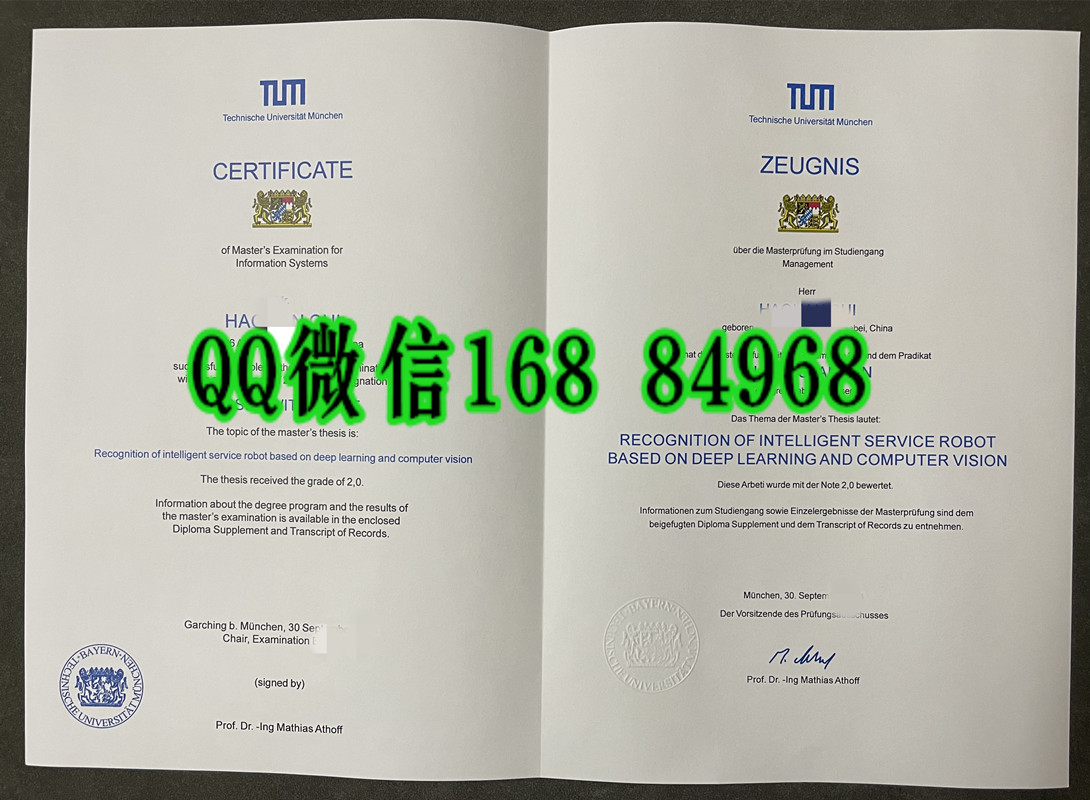 TUM
Technische Universität München
CERTIFICATE
of Master's Examination for
Information Systems
The topic of the master's thesis is:
Recognition of intelligent service robot based on deep learning and computer vision
The thesis received the grade of 2,0.
Information about the degree program and the results of
the master's examination is available in the enclosed
Diploma Supplement and Transcript of Records.
Garching b. München, 30
Chair, Examination
(signed by)
Prof. Dr. -Ing Mathias Athoff
BAYERN
TECHNISCHE UNIVERSITÄT MÜNCHEN
TUM
Technische Universität München
ZEUGNIS
über die Masterprüfung im Studiengang
Management
Herr
geboren
China
und dem Pradikat
QQ微信168 84968
Das Thema der Master's Thesis lautet:
RECOGNITION OF INTELLIGENT SERVICE ROBOT
BASED ON DEEP LEARNING AND COMPUTER VISION
Diese Arbeti wurde mit der Note 2,0 bewertet.
Informationen zum Studiengang sowie Einzelergebnisse der Masterprüfung sind dem
beigefugten Diploma Supplement und dem Transcript of Records zu entnehmen.
München, 30.
Der Vorsitzende des
Prof. Dr. -Ing Mathias Athoff